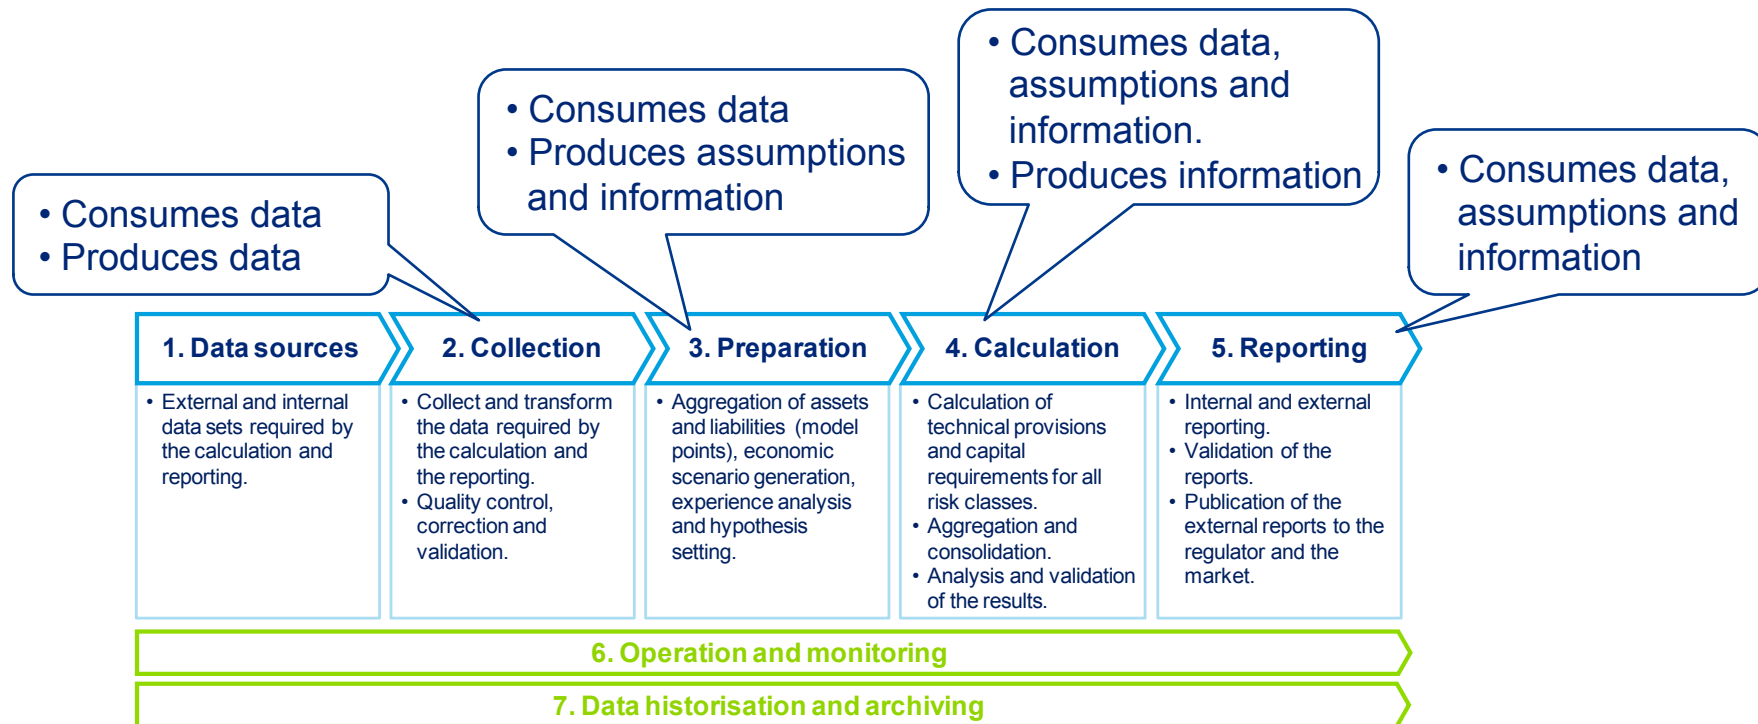 • Consumes data,
assumptions and
information.
• Produces information
• Consumes data
• Produces assumptions
and information
• Consumes data,
assumptions and
information
• Consumes data
• Produces data
1. Data sources
2. Collection
3. Preparation
4. Calculation
5. Reporting
• External and internal
data sets required by
the calculation and
reporting.
• Collect and transform
the data required by
the calculation and
the reporting.
• Quality control,
correction and
validation.
• Aggregation of assets
and liabilities (model
points), economic
scenario generation,
experience analysis
and hypothesis
setting.
• Calculation of
technical provisions
and capital
requirements for all
risk classes.
• Aggregation and
consolidation.
• Analysis and validation
of the results.
• Internal and external
reporting.
• Validation of the
reports.
• Publication of the
external reports to the
regulator and the
market.
6. Operation and monitoring
7. Data historisation and archiving